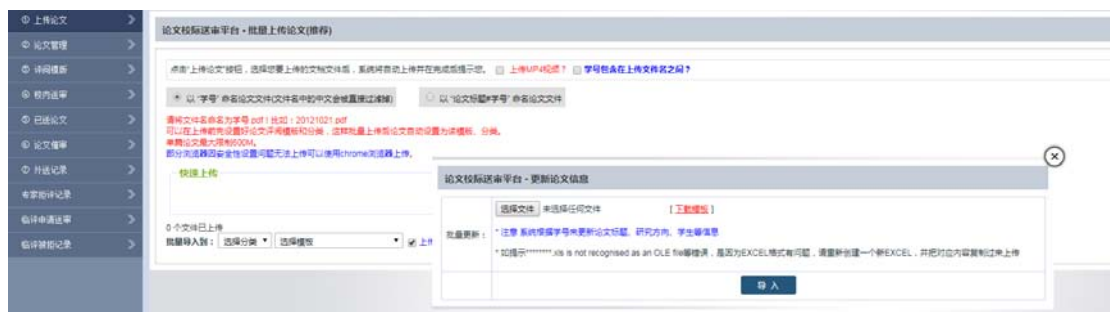 ① 上传论文
论文管理
评阅模板
校内送审
已送论文
论文催审
外送记录
专家拒评记录
临评申请送审
临评被拒记录
论文校际送审平台 - 批量上传论文(推荐)
点击“上传论文”按钮，选择您要上传的文档文件后，系统将自动上传并在完成后提示您。 上传MP4视频？ 学号包含在上传文件名之间？
以“学号”命名论文文件(文件名中的中文会被直接过滤掉) 以“论文标题#学号”命名论文文件
请将文件名命名为学号.pdf！比如：20121021.pdf
可以在上传前先设置好论文评阅模板和分类，这样批量上传后论文自动设置为该模板、分类。
单篇论文最大限制600M。
部分浏览器因安全性设置问题无法上传可以使用chrome浏览器上传。
快速上传
0 个文件已上传
批量导入到： 选择分类 选择模板 上传
论文校际送审平台 - 更新论文信息
选择文件 未选择任何文件 [ 下载模板 ]
批量更新：
* 注意 系统根据学号来更新论文标题、研究方向、学生等信息
* 如提示********.xls is not recognised as an OLE file等错误，是因为EXCEL格式有问题，请重新创建一个新EXCEL，并把对应内容复制过来上传
导 入